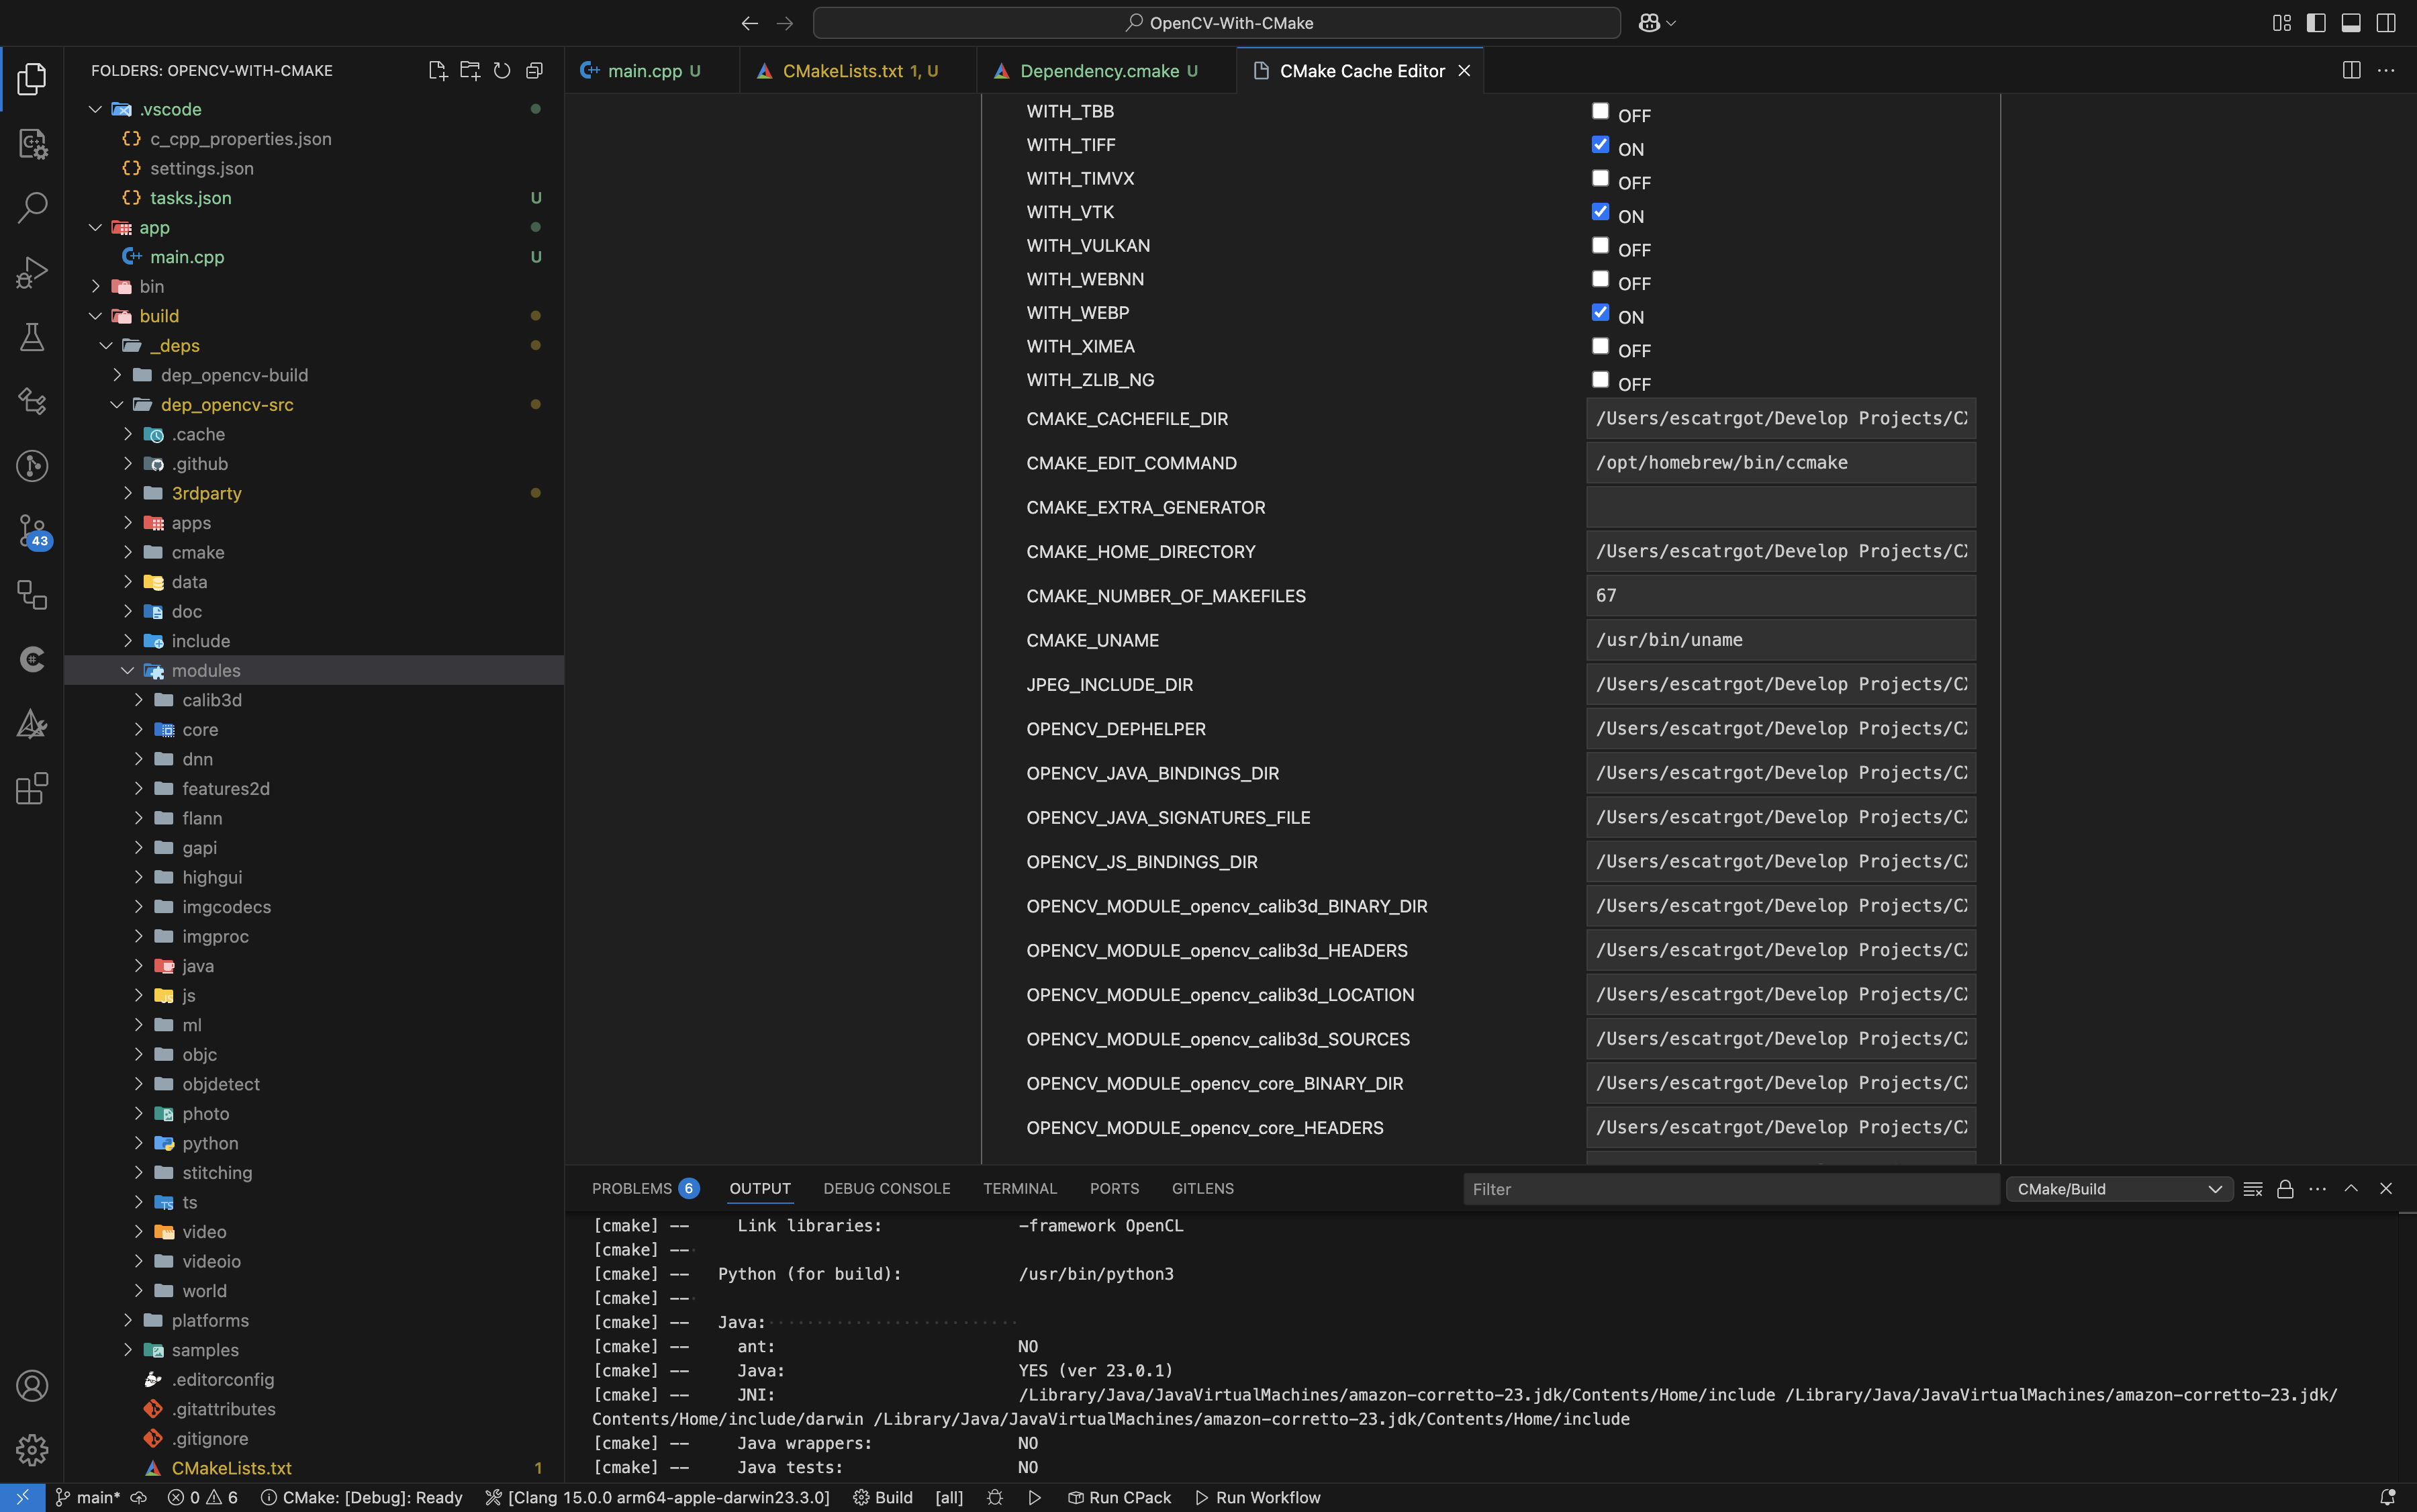 OpenCV-With-CMake
FOLDERS: OPENCV-WITH-CMAKE
.vscode
c_cpp_properties.json
settings.json
tasks.json U
app
main.cpp U
bin
build
_deps
dep_opencv-build
dep_opencv-src
.cache
.github
3rdparty
apps
cmake
data
doc
include
modules
calib3d
core
dnn
features2d
flann
gapi
highgui
imgcodecs
imgproc
java
js
ml
objc
objdetect
photo
python
stitching
ts
video
videoio
world
platforms
samples
.editorconfig
.gitattributes
.gitignore
CMakeLists.txt 1
43
main.cpp U
CMakeLists.txt 1, U
Dependency.cmake U
CMake Cache Editor
WITH_TBB OFF
WITH_TIFF ON
WITH_TIMVX OFF
WITH_VTK ON
WITH_VULKAN OFF
WITH_WEBNN OFF
WITH_WEBP ON
WITH_XIMEA OFF
WITH_ZLIB_NG OFF
CMAKE_CACHEFILE_DIR /Users/escatrgot/Develop Projects/C
CMAKE_EDIT_COMMAND /opt/homebrew/bin/ccmake
CMAKE_EXTRA_GENERATOR
CMAKE_HOME_DIRECTORY /Users/escatrgot/Develop Projects/C
CMAKE_NUMBER_OF_MAKEFILES 67
CMAKE_UNAME /usr/bin/uname
JPEG_INCLUDE_DIR /Users/escatrgot/Develop Projects/C
OPENCV_DEPHELPER /Users/escatrgot/Develop Projects/C
OPENCV_JAVA_BINDINGS_DIR /Users/escatrgot/Develop Projects/C
OPENCV_JAVA_SIGNATURES_FILE /Users/escatrgot/Develop Projects/C
OPENCV_JS_BINDINGS_DIR /Users/escatrgot/Develop Projects/C
OPENCV_MODULE_opencv_calib3d_BINARY_DIR /Users/escatrgot/Develop Projects/C
OPENCV_MODULE_opencv_calib3d_HEADERS /Users/escatrgot/Develop Projects/C
OPENCV_MODULE_opencv_calib3d_LOCATION /Users/escatrgot/Develop Projects/C
OPENCV_MODULE_opencv_calib3d_SOURCES /Users/escatrgot/Develop Projects/C
OPENCV_MODULE_opencv_core_BINARY_DIR /Users/escatrgot/Develop Projects/C
OPENCV_MODULE_opencv_core_HEADERS /Users/escatrgot/Develop Projects/C
PROBLEMS 6 OUTPUT DEBUG CONSOLE TERMINAL PORTS GITLENS Filter CMake/Build
[cmake] -- Link libraries: -framework OpenCL
[cmake] --
[cmake] -- Python (for build): /usr/bin/python3
[cmake] --
[cmake] -- Java:
[cmake] -- ant: NO
[cmake] -- Java: YES (ver 23.0.1)
[cmake] -- JNI: /Library/Java/JavaVirtualMachines/amazon-corretto-23.jdk/Contents/Home/include /Library/Java/JavaVirtualMachines/amazon-corretto-23.jdk/
Contents/Home/include/darwin /Library/Java/JavaVirtualMachines/amazon-corretto-23.jdk/Contents/Home/include
[cmake] -- Java wrappers: NO
[cmake] -- Java tests: NO
main* 0 6 CMake: [Debug]: Ready [Clang 15.0.0 arm64-apple-darwin23.3.0] Build [all] Run CPack Run Workflow